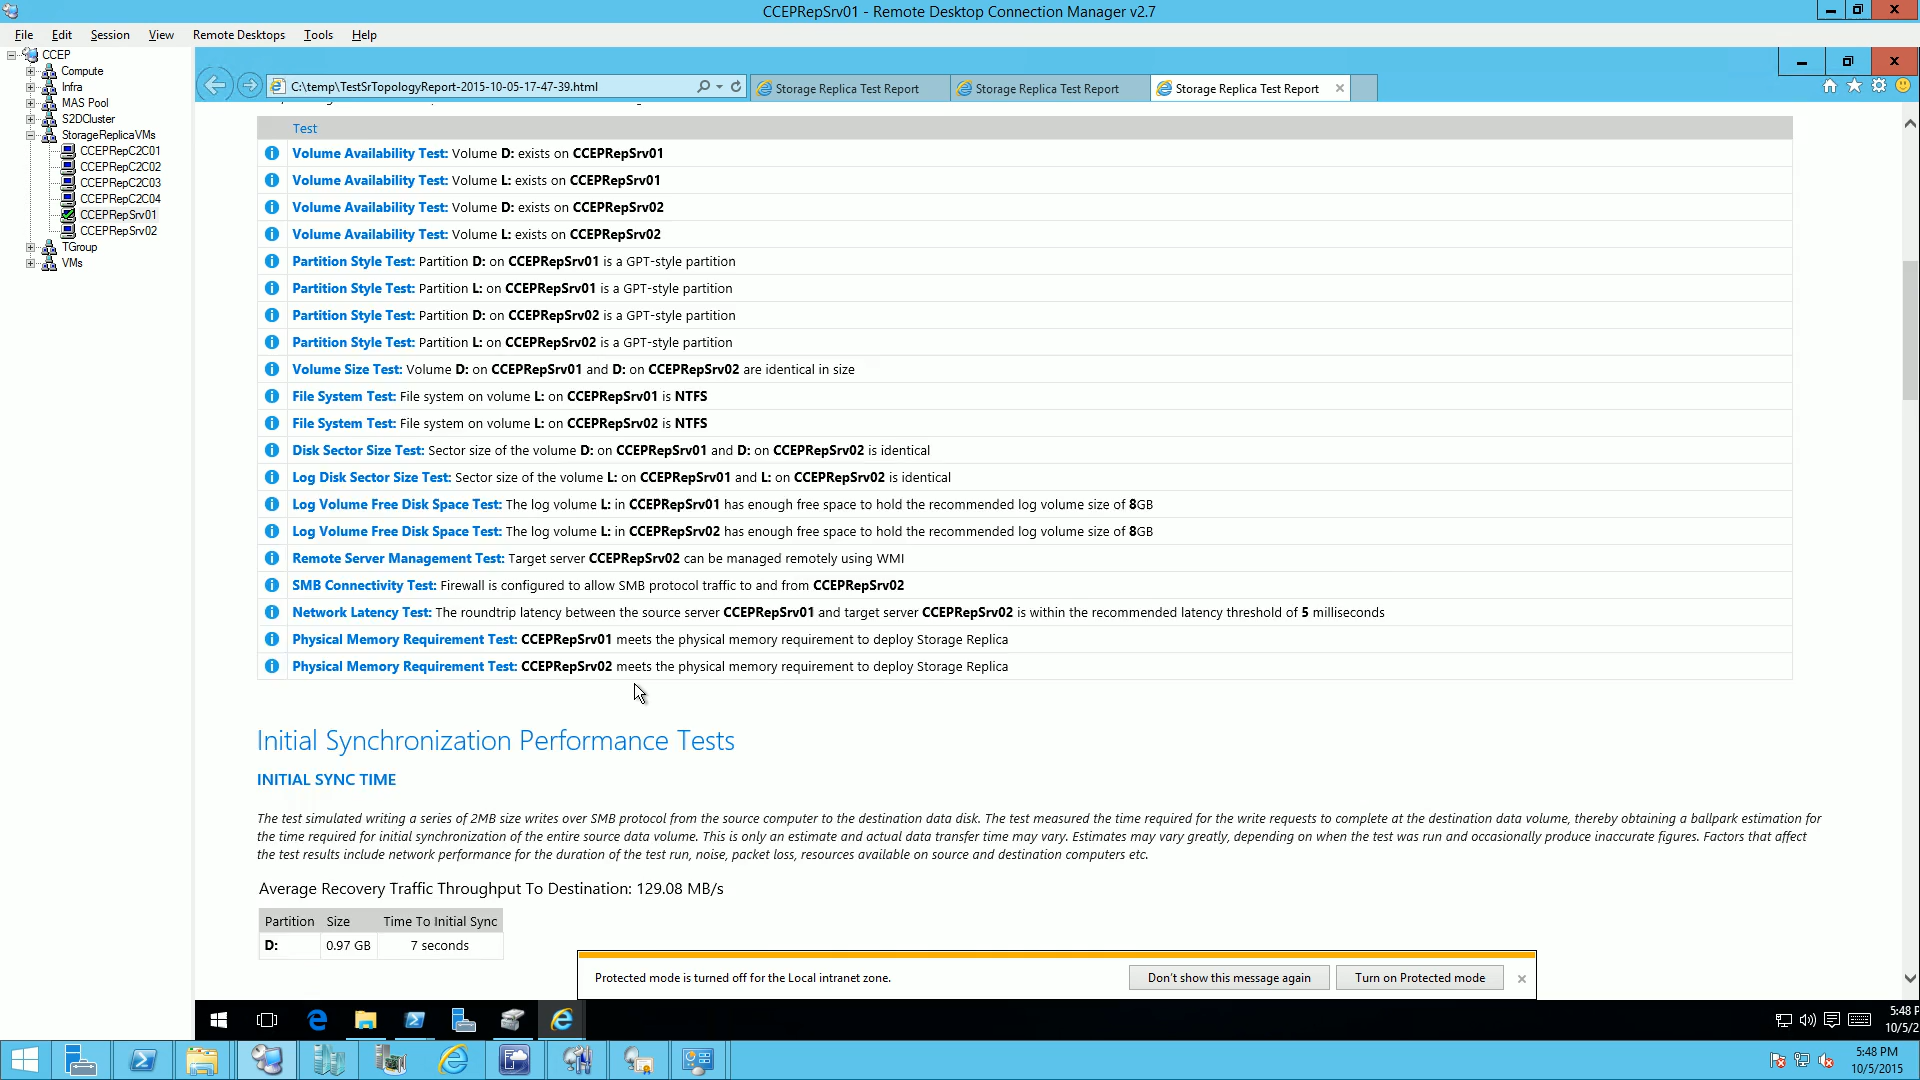 CCEPRepSrv01 - Remote Desktop Connection Manager v2.7
File Edit Session View Remote Desktops Tools Help
CCEP
Compute
Infra
MAS Pool
S2DCluster
StorageReplicaVMs
CCEPRepC2C01
CCEPRepC2C02
CCEPRepC2C03
CCEPRepC2C04
CCEPRepSrv01
CCEPRepSrv02
TGroup
VMs
C:\temp\TestSrTopologyReport-2015-10-05-17-47-39.html
Storage Replica Test Report
Storage Replica Test Report
Storage Replica Test Report
Test
Volume Availability Test: Volume D: exists on CCEPRepSrv01
Volume Availability Test: Volume L: exists on CCEPRepSrv01
Volume Availability Test: Volume D: exists on CCEPRepSrv02
Volume Availability Test: Volume L: exists on CCEPRepSrv02
Partition Style Test: Partition D: on CCEPRepSrv01 is a GPT-style partition
Partition Style Test: Partition L: on CCEPRepSrv01 is a GPT-style partition
Partition Style Test: Partition D: on CCEPRepSrv02 is a GPT-style partition
Partition Style Test: Partition L: on CCEPRepSrv02 is a GPT-style partition
Volume Size Test: Volume D: on CCEPRepSrv01 and D: on CCEPRepSrv02 are identical in size
File System Test: File system on volume L: on CCEPRepSrv01 is NTFS
File System Test: File system on volume L: on CCEPRepSrv02 is NTFS
Disk Sector Size Test: Sector size of the volume D: on CCEPRepSrv01 and D: on CCEPRepSrv02 is identical
Log Disk Sector Size Test: Sector size of the volume L: on CCEPRepSrv01 and L: on CCEPRepSrv02 is identical
Log Volume Free Disk Space Test: The log volume L: in CCEPRepSrv01 has enough free space to hold the recommended log volume size of 8GB
Log Volume Free Disk Space Test: The log volume L: in CCEPRepSrv02 has enough free space to hold the recommended log volume size of 8GB
Remote Server Management Test: Target server CCEPRepSrv02 can be managed remotely using WMI
SMB Connectivity Test: Firewall is configured to allow SMB protocol traffic to and from CCEPRepSrv02
Network Latency Test: The roundtrip latency between the source server CCEPRepSrv01 and target server CCEPRepSrv02 is within the recommended latency threshold of 5 milliseconds
Physical Memory Requirement Test: CCEPRepSrv01 meets the physical memory requirement to deploy Storage Replica
Physical Memory Requirement Test: CCEPRepSrv02 meets the physical memory requirement to deploy Storage Replica
Initial Synchronization Performance Tests
INITIAL SYNC TIME
The test simulated writing a series of 2MB size writes over SMB protocol from the source computer to the destination data disk. The test measured the time required for the write requests to complete at the destination data volume, thereby obtaining a ballpark estimation for
the time required for initial synchronization of the entire source data volume. This is only an estimate and actual data transfer time may vary. Estimates may vary greatly, depending on when the test was run and occasionally produce inaccurate figures. Factors that affect
the test results include network performance for the duration of the test run, noise, packet loss, resources available on source and destination computers etc.
Average Recovery Traffic Throughput To Destination: 129.08 MB/s
Partition Size Time To Initial Sync
D: 0.97 GB 7 seconds
Protected mode is turned off for the Local intranet zone.
Don't show this message again
Turn on Protected mode
5:48 P
10/5/2
5:48 PM
10/5/2015